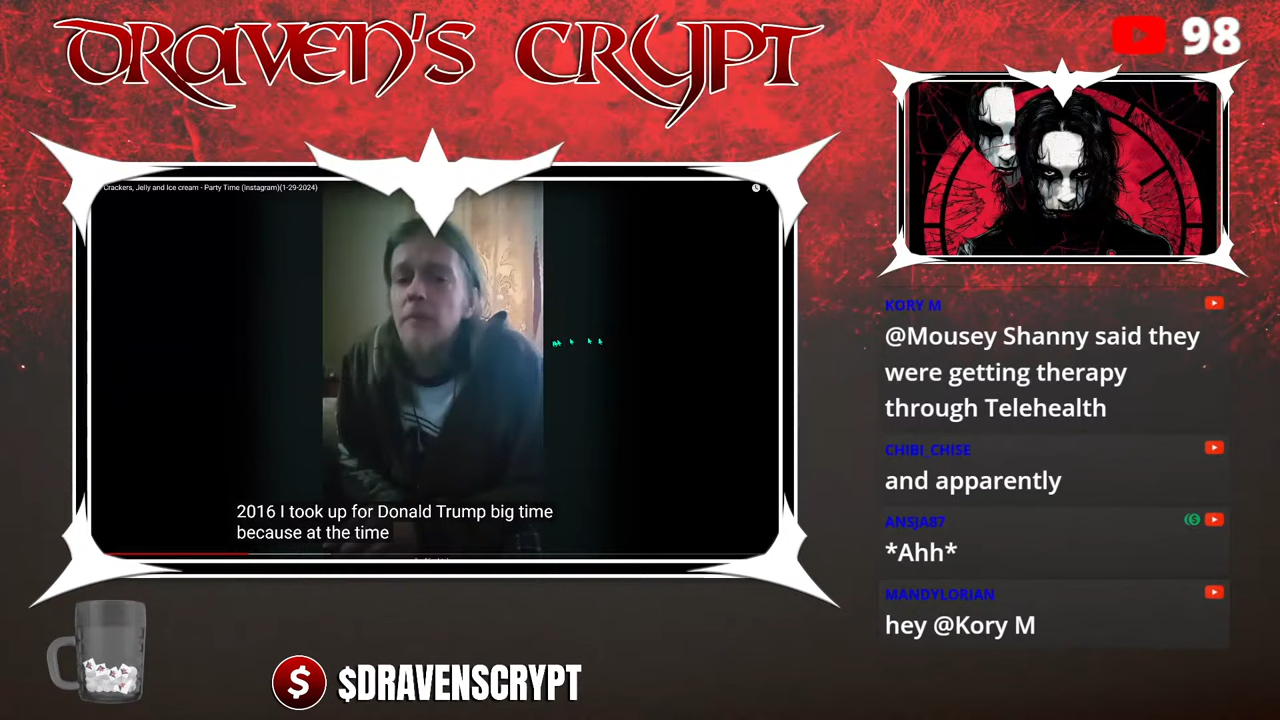 DRAVEN'S CRYPT
98
Crackers, Jelly and Ice cream - Party Time (Instagram)(1-29-2024)
2016 I took up for Donald Trump big time
because at the time
KORY M
@Mousey Shanny said they
were getting therapy
through Telehealth
CHIBI_CHISE
and apparently
ANSJA87
*Ahh*
MANDYLORIAN
hey @Kory M
$ $DRAVENSCRYPT